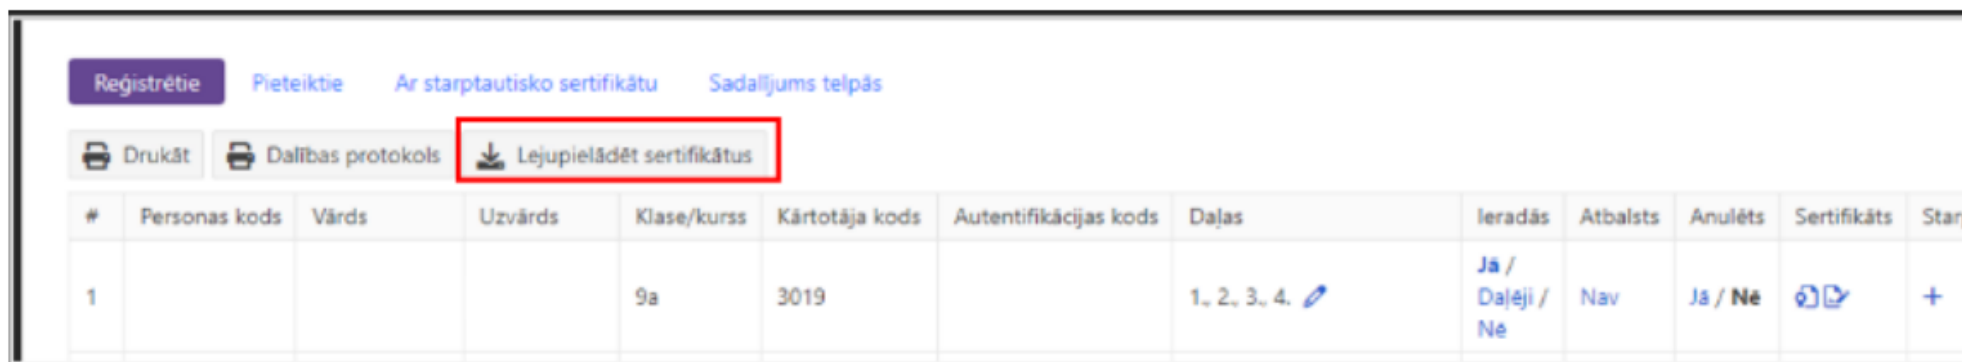 Reģistrētie Pieteiktie Ar starptautisko sertifikātu Sadalījums telpās
Drukāt Dalības protokols Lejupielādēt sertifikātus
# Personas kods Vārds Uzvārds Klase/kurss Kārtotāja kods Autentifikācijas kods Daļas Ieradās Atbalsts Anulēts Sertifikāts Star
1 9a 3019 1., 2., 3., 4. Jā / Daļēji / Nē Nav Jā / Nē +